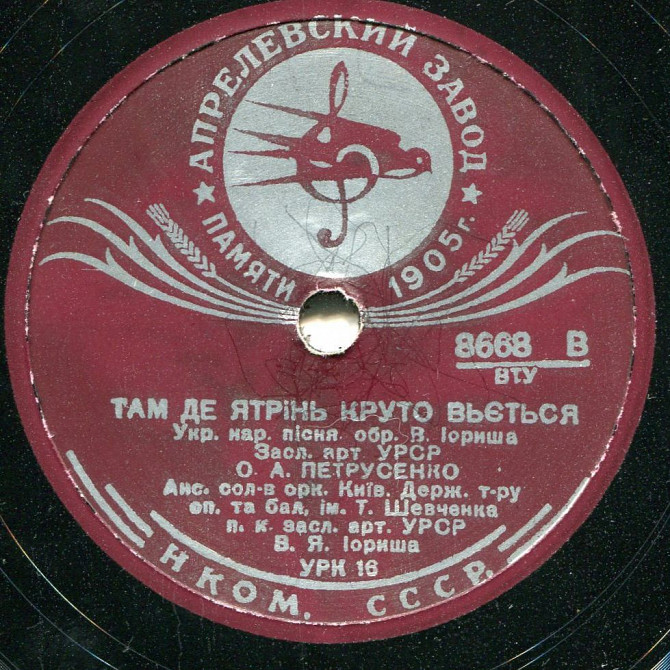 АПРЕЛЕВСКИЙ ЗАВОД
ПАМЯТИ 1905 г.
8668 В
ВТУ
ТАМ ДЕ ЯТРІНЬ КРУТО ВЬЄТЬСЯ
Укр. нар. пісня обр. В. Іориша
Засл. арт УРСР
О. А. ПЕТРУСЕНКО
Анс. сол-в орк. Київ. Держ. т-ру
оп. та бал, ім. Т. Шевченка
п. к. засл. арт. УРСР
В. Я. Іориша
УРК 16
НКОМ. СССР.